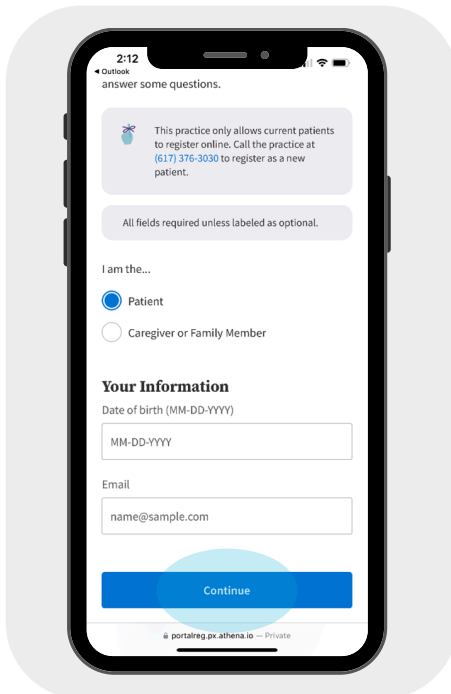 2:12
◀ Outlook
answer some questions.
This practice only allows current patients
to register online. Call the practice at
(617) 376-3030 to register as a new
patient.
All fields required unless labeled as optional.
I am the...
Patient
Caregiver or Family Member
Your Information
Date of birth (MM-DD-YYYY)
MM-DD-YYYY
Email
name@sample.com
Continue
portalreg.px.athena.io — Private